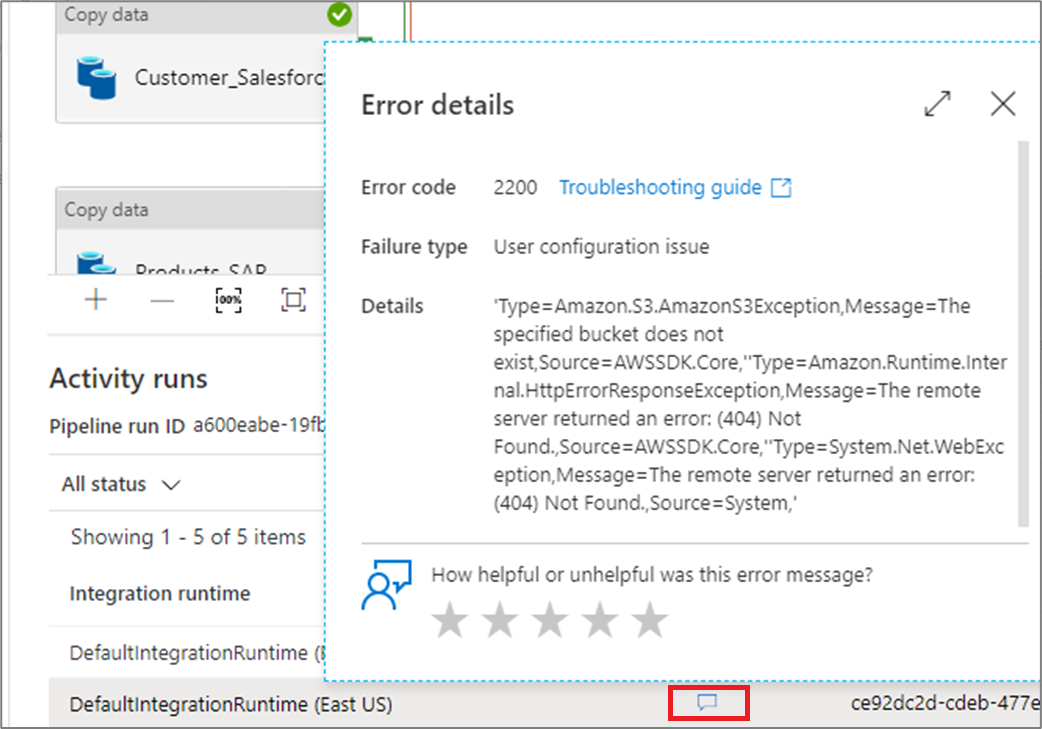 Copy data
Customer_Salesforc
Copy data
Products_SAP
100%
Activity runs
Pipeline run ID a600eabe-19fb
All status
Showing 1 - 5 of 5 items
Integration runtime
DefaultIntegrationRuntime (
DefaultIntegrationRuntime (East US)
ce92dc2d-cdeb-477e
Error details
Error code 2200 Troubleshooting guide
Failure type User configuration issue
Details 'Type=Amazon.S3.AmazonS3Exception,Message=The
specified bucket does not
exist,Source=AWSSDK.Core,''Type=Amazon.Runtime.Inter
nal.HttpErrorResponseException,Message=The remote
server returned an error: (404) Not
Found.,Source=AWSSDK.Core,''Type=System.Net.WebExc
eption,Message=The remote server returned an error:
(404) Not Found.,Source=System,'
How helpful or unhelpful was this error message?